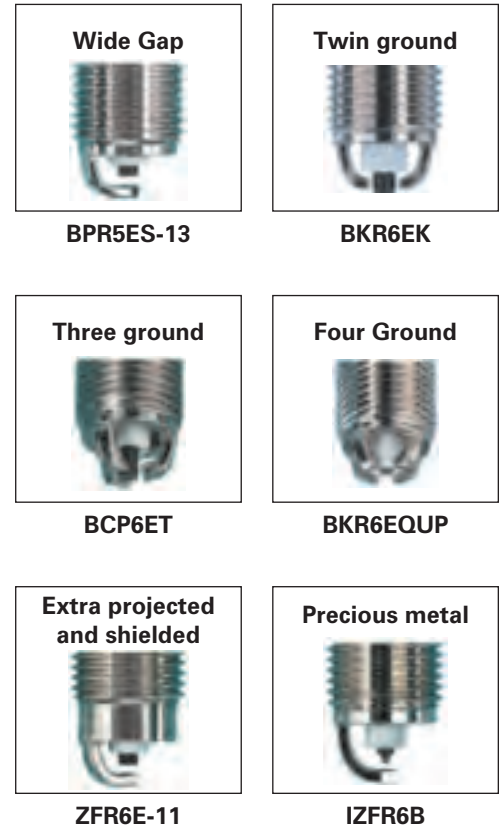 Wide Gap
Twin ground
BPR5ES-13
BKR6EK
Three ground
Four Ground
BCP6ET
BKR6EQUP
Extra projected
and shielded
Precious metal
ZFR6E-11
IZFR6B